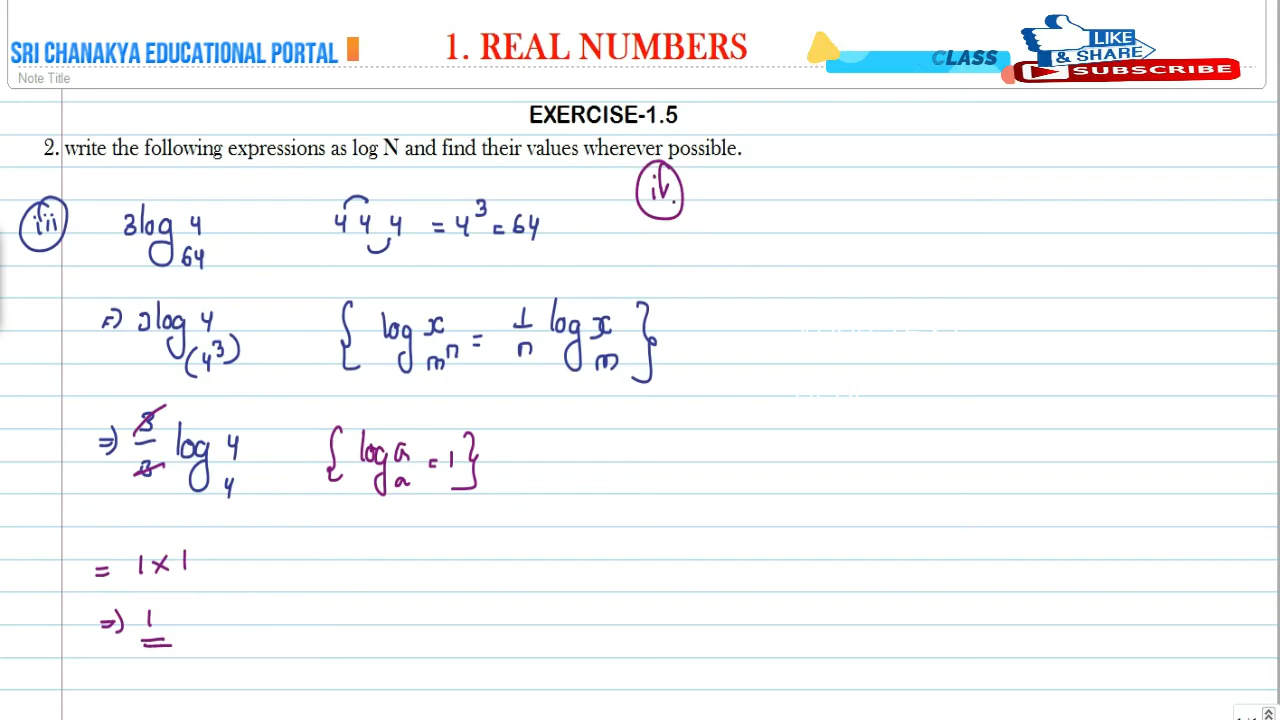 SRI CHANAKYA EDUCATIONAL PORTAL
1. REAL NUMBERS
CLASS
LIKE
& SHARE
SUBSCRIBE
Note Title
EXERCISE-1.5
2. write the following expressions as log N and find their values wherever possible.
iii 3log₆₄ 4 4 4 4 = 4³ = 64
iv.
⇒ 3log₍₄³₎ 4 { log_{mⁿ} x = 1/n log_m x }
⇒ 3/3 log₄ 4 { logₐ a = 1 }
= 1 × 1
⇒ 1